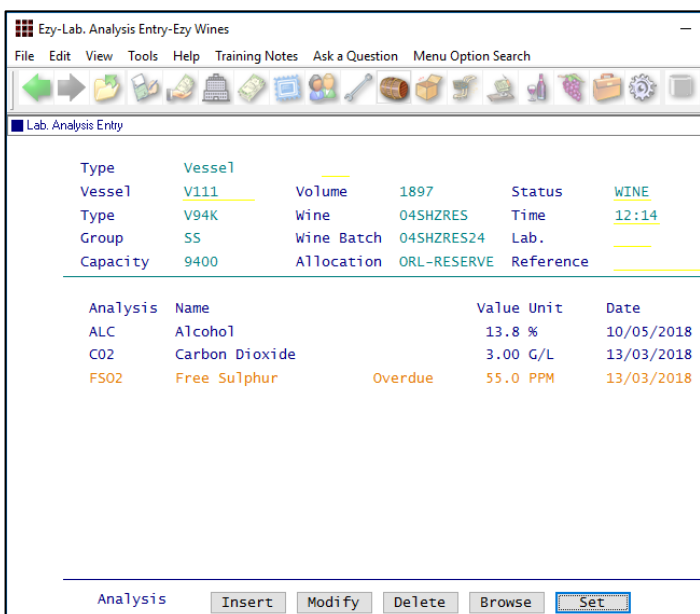 Ezy-Lab. Analysis Entry-Ezy Wines
File Edit View Tools Help Training Notes Ask a Question Menu Option Search
Lab. Analysis Entry
Type Vessel
Vessel V111 Volume 1897 Status WINE
Type V94K Wine 04SHZRES Time 12:14
Group SS Wine Batch 04SHZRES24 Lab.
Capacity 9400 Allocation ORL-RESERVE Reference
Analysis Name Value Unit Date
ALC Alcohol 13.8 % 10/05/2018
CO2 Carbon Dioxide 3.00 G/L 13/03/2018
FSO2 Free Sulphur Overdue 55.0 PPM 13/03/2018
Analysis Insert Modify Delete Browse Set